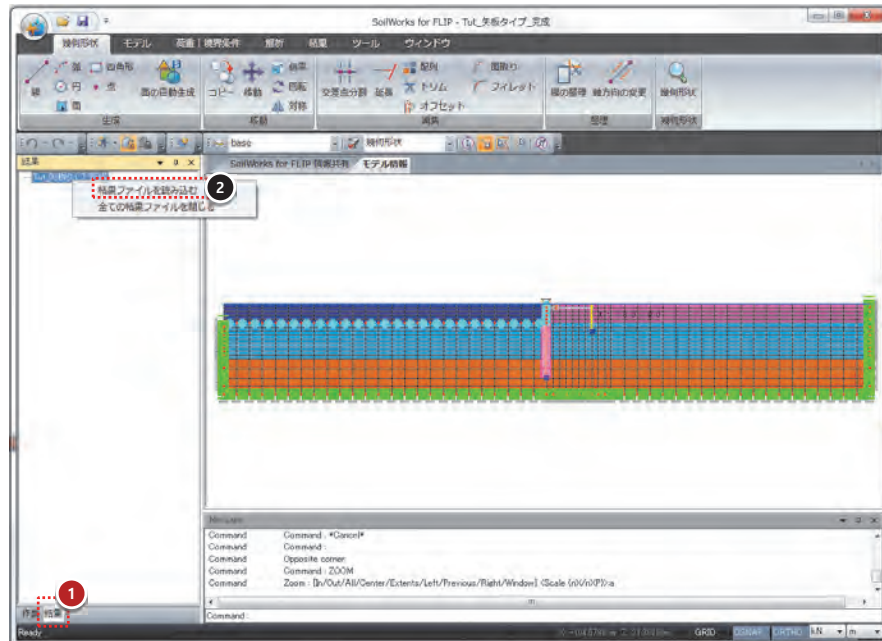 SoilWorks for FLIP - Tut_矢板タイプ_完成
幾何形状 モデル 荷重|境界条件 解析 結果 ツール ウィンドウ
線 弧 四角形 円 点 面 面の自動生成 コピー 移動 倍率 回転 対称 交差点分割 延長 配列 トリム オフセット 面取り フィレット 線の整理 軸方向の変更 幾何形状
生成 移動 編集 整理 幾何形状
base 幾何形状
結果 SoilWorks for FLIP 情報共有 モデル情報
結果ファイルを読み込む 2
全ての結果ファイルを閉じる
Message
Command Command : *Cancel*
Command Command :
Command Opposite corner:
Command Command : ZOOM
Command Zoom : [In/Out/All/Center/Extents/Left/Previous/Right/Window] <Scale (nX/nXP)>:a
1
作業 結果
Command:
Ready GRID OSNAP ORTHO kN m